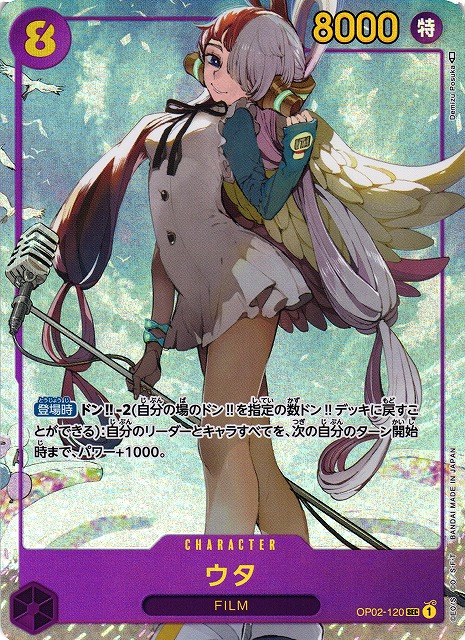 8
8000
特
Demizu Posuka
登場時 ドン!!-2(自分の場のドン!!を指定の数ドン!!デッキに戻すこ
とができる):自分のリーダーとキャラすべてを、次の自分のターン開始
時まで、パワー+1000。
CHARACTER
ウタ
FILM
OP02-120 SEC 1
BANDAI MADE IN JAPAN